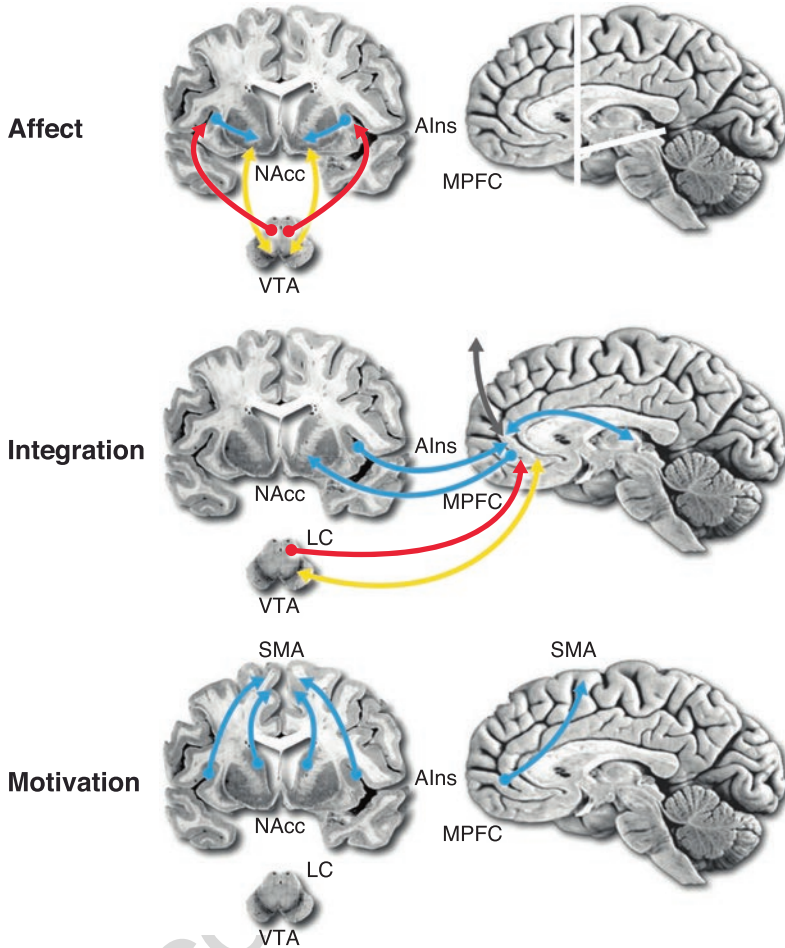 Affect
AIns
NAcc
MPFC
VTA
Integration
AIns
NAcc
MPFC
LC
VTA
SMA
SMA
Motivation
AIns
NAcc
MPFC
LC
VTA